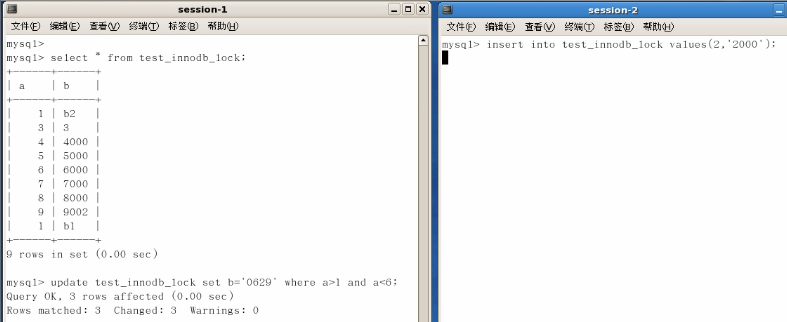 session-1
文件(F) 编辑(E) 查看(V) 终端(T) 标签(B) 帮助(H)
mysql>
mysql> select * from test_innodb_lock;
+------+------+
| a    | b    |
+------+------+
|    1 | b2   |
|    3 | 3    |
|    4 | 4000 |
|    5 | 5000 |
|    6 | 6000 |
|    7 | 7000 |
|    8 | 8000 |
|    9 | 9002 |
|    1 | b1   |
+------+------+
9 rows in set (0.00 sec)
mysql> update test_innodb_lock set b='0629' where a>1 and a<6;
Query OK, 3 rows affected (0.00 sec)
Rows matched: 3  Changed: 3  Warnings: 0
session-2
文件(F) 编辑(E) 查看(V) 终端(T) 标签(B) 帮助(H)
mysql> insert into test_innodb_lock values(2,'2000');